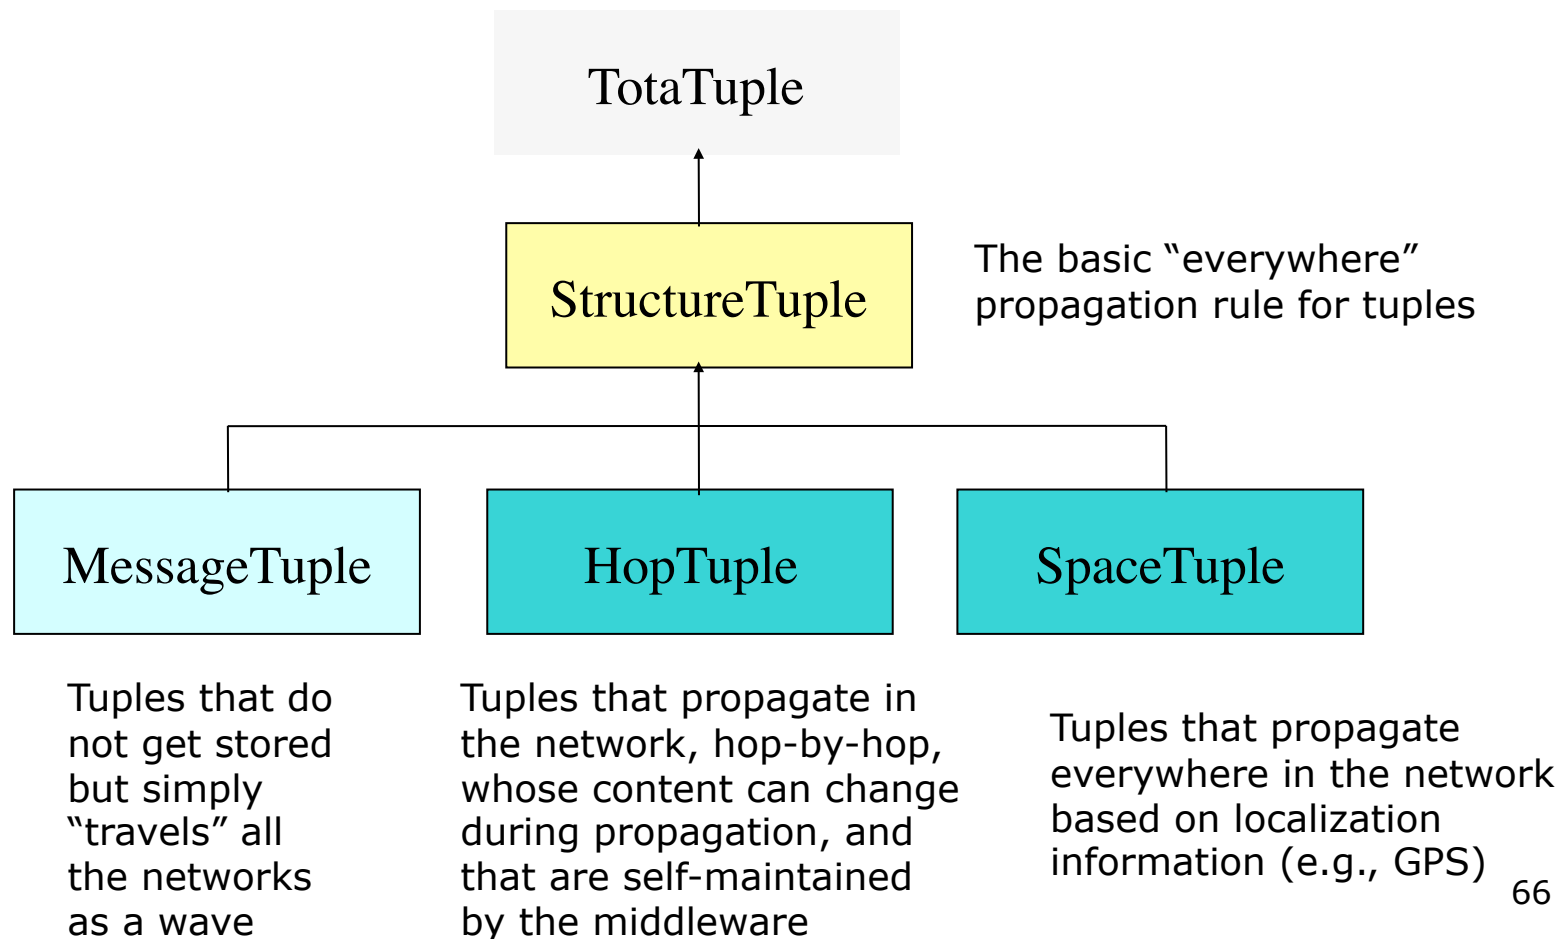 TotaTuple
StructureTuple
The basic “everywhere”
propagation rule for tuples
MessageTuple
HopTuple
SpaceTuple
Tuples that do
not get stored
but simply
“travels” all
the networks
as a wave
Tuples that propagate in
the network, hop-by-hop,
whose content can change
during propagation, and
that are self-maintained
by the middleware
Tuples that propagate
everywhere in the network
based on localization
information (e.g., GPS)
66